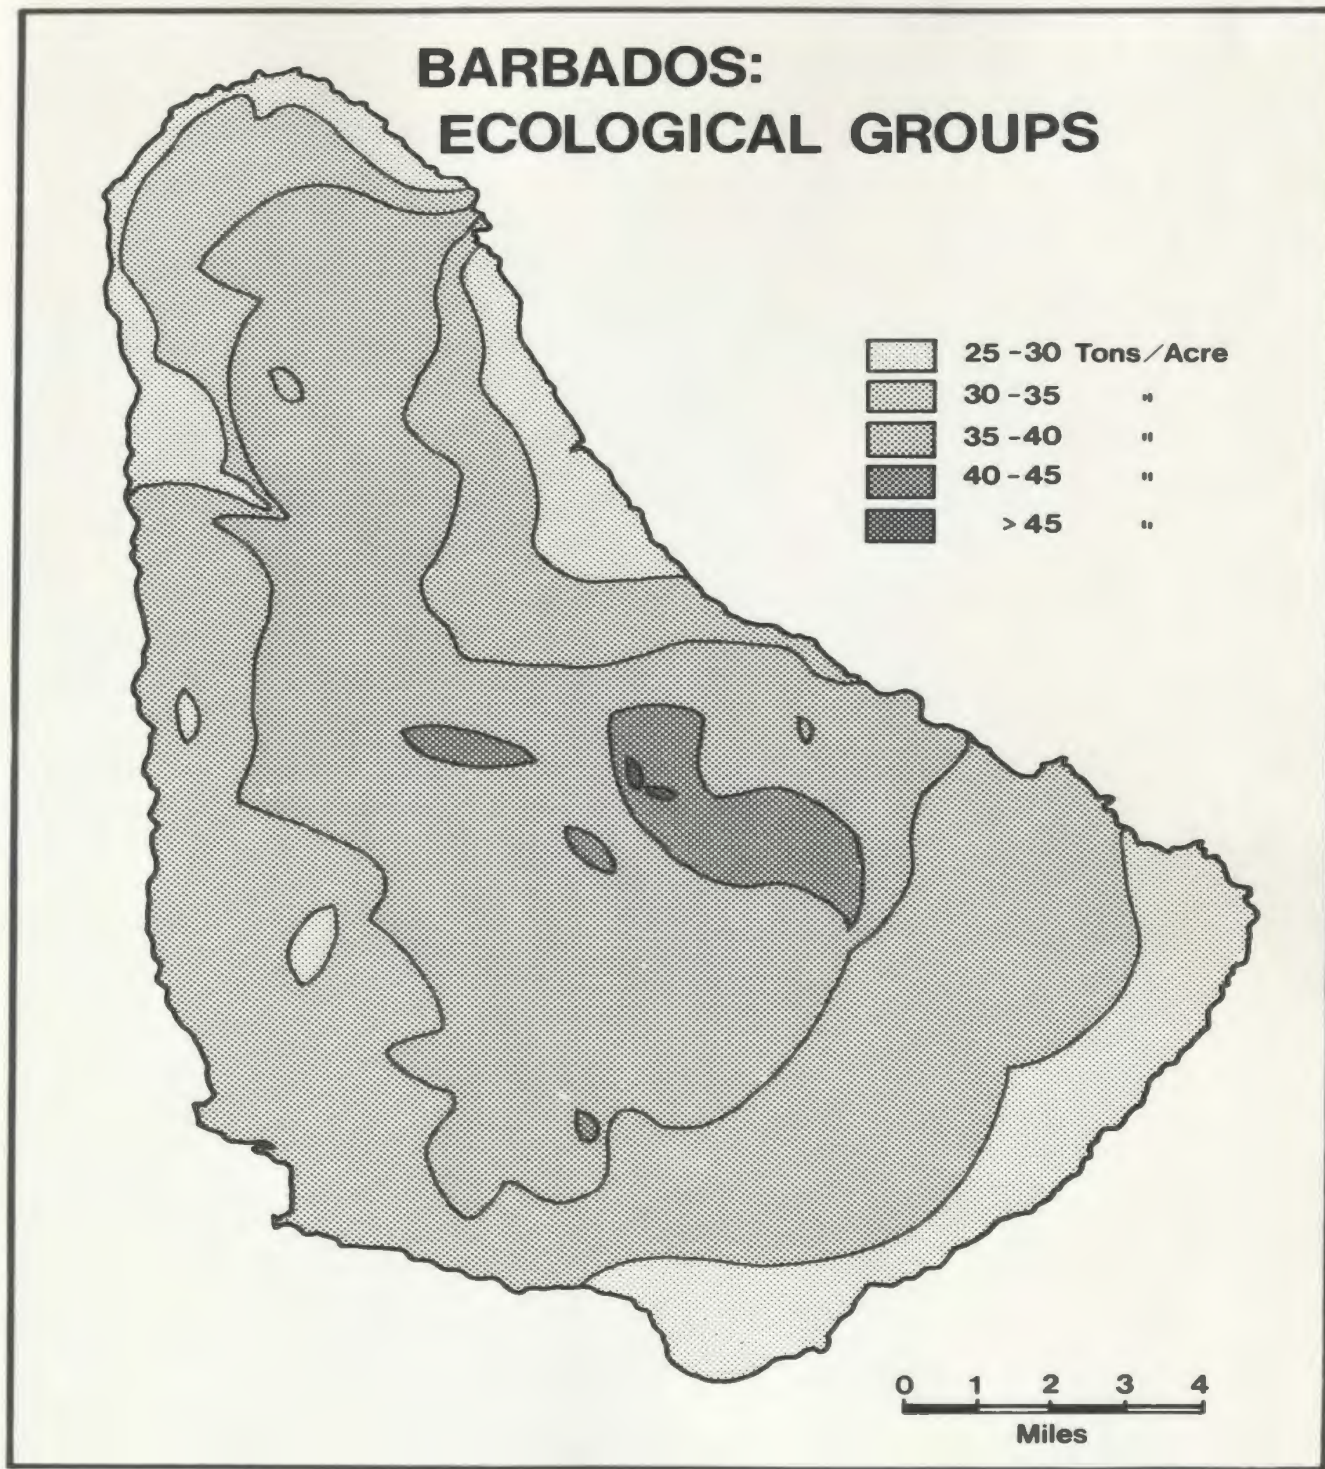 BARBADOS:
ECOLOGICAL GROUPS
25-30 Tons/Acre
30-35 "
35-40 "
40-45 "
>45 "
0 1 2 3 4
Miles